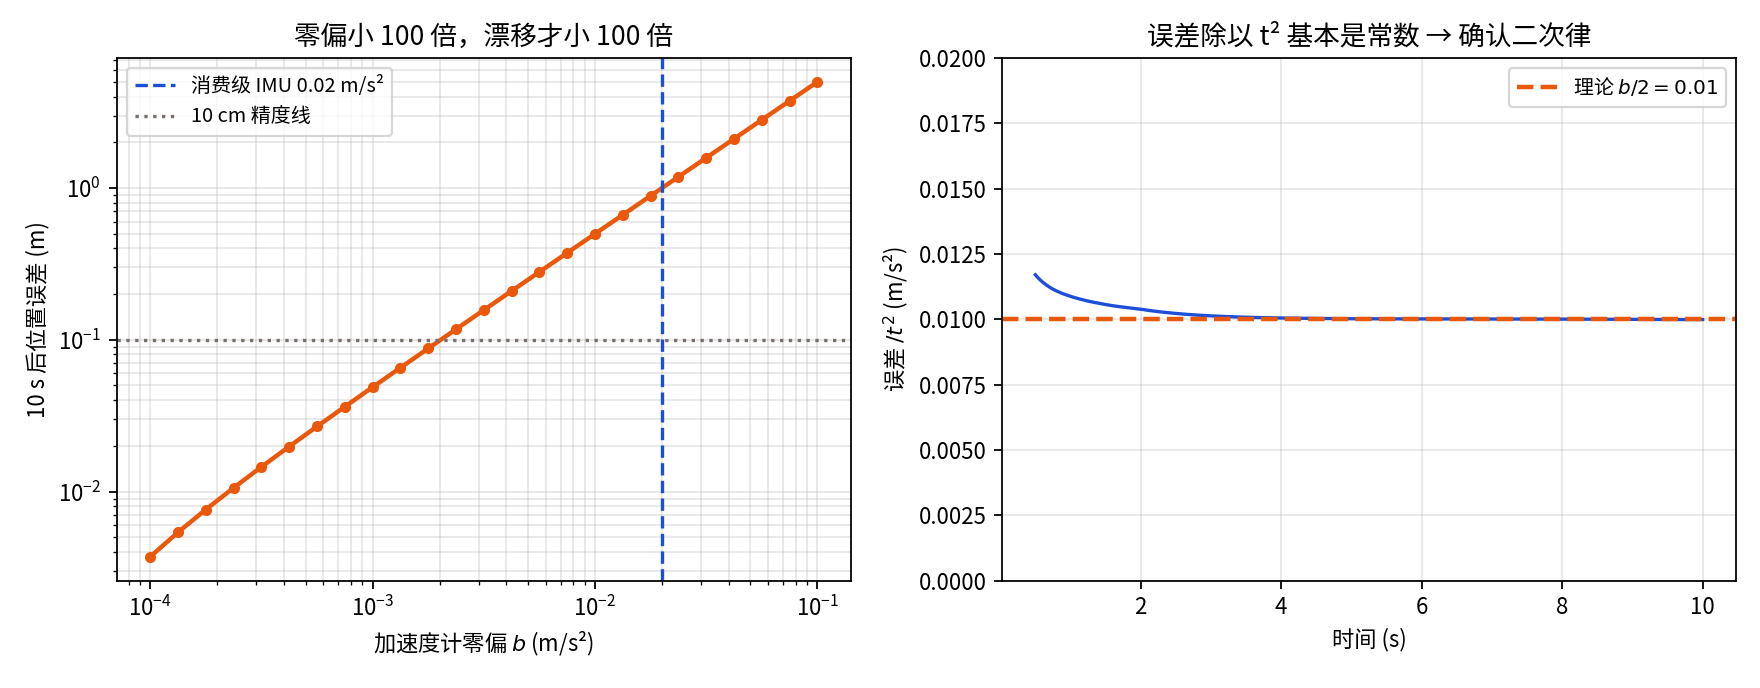 零偏小 100 倍，漂移才小 100 倍
消费级 IMU 0.02 m/s²
10 cm 精度线
10 s 后位置误差 (m)
10⁰
10⁻¹
10⁻²
10⁻⁴
10⁻³
10⁻²
10⁻¹
加速度计零偏 b (m/s²)
误差除以 t² 基本是常数 → 确认二次律
理论 b/2 = 0.01
误差 /t² (m/s²)
0.0200
0.0175
0.0150
0.0125
0.0100
0.0075
0.0050
0.0025
0.0000
2
4
6
8
10
时间 (s)